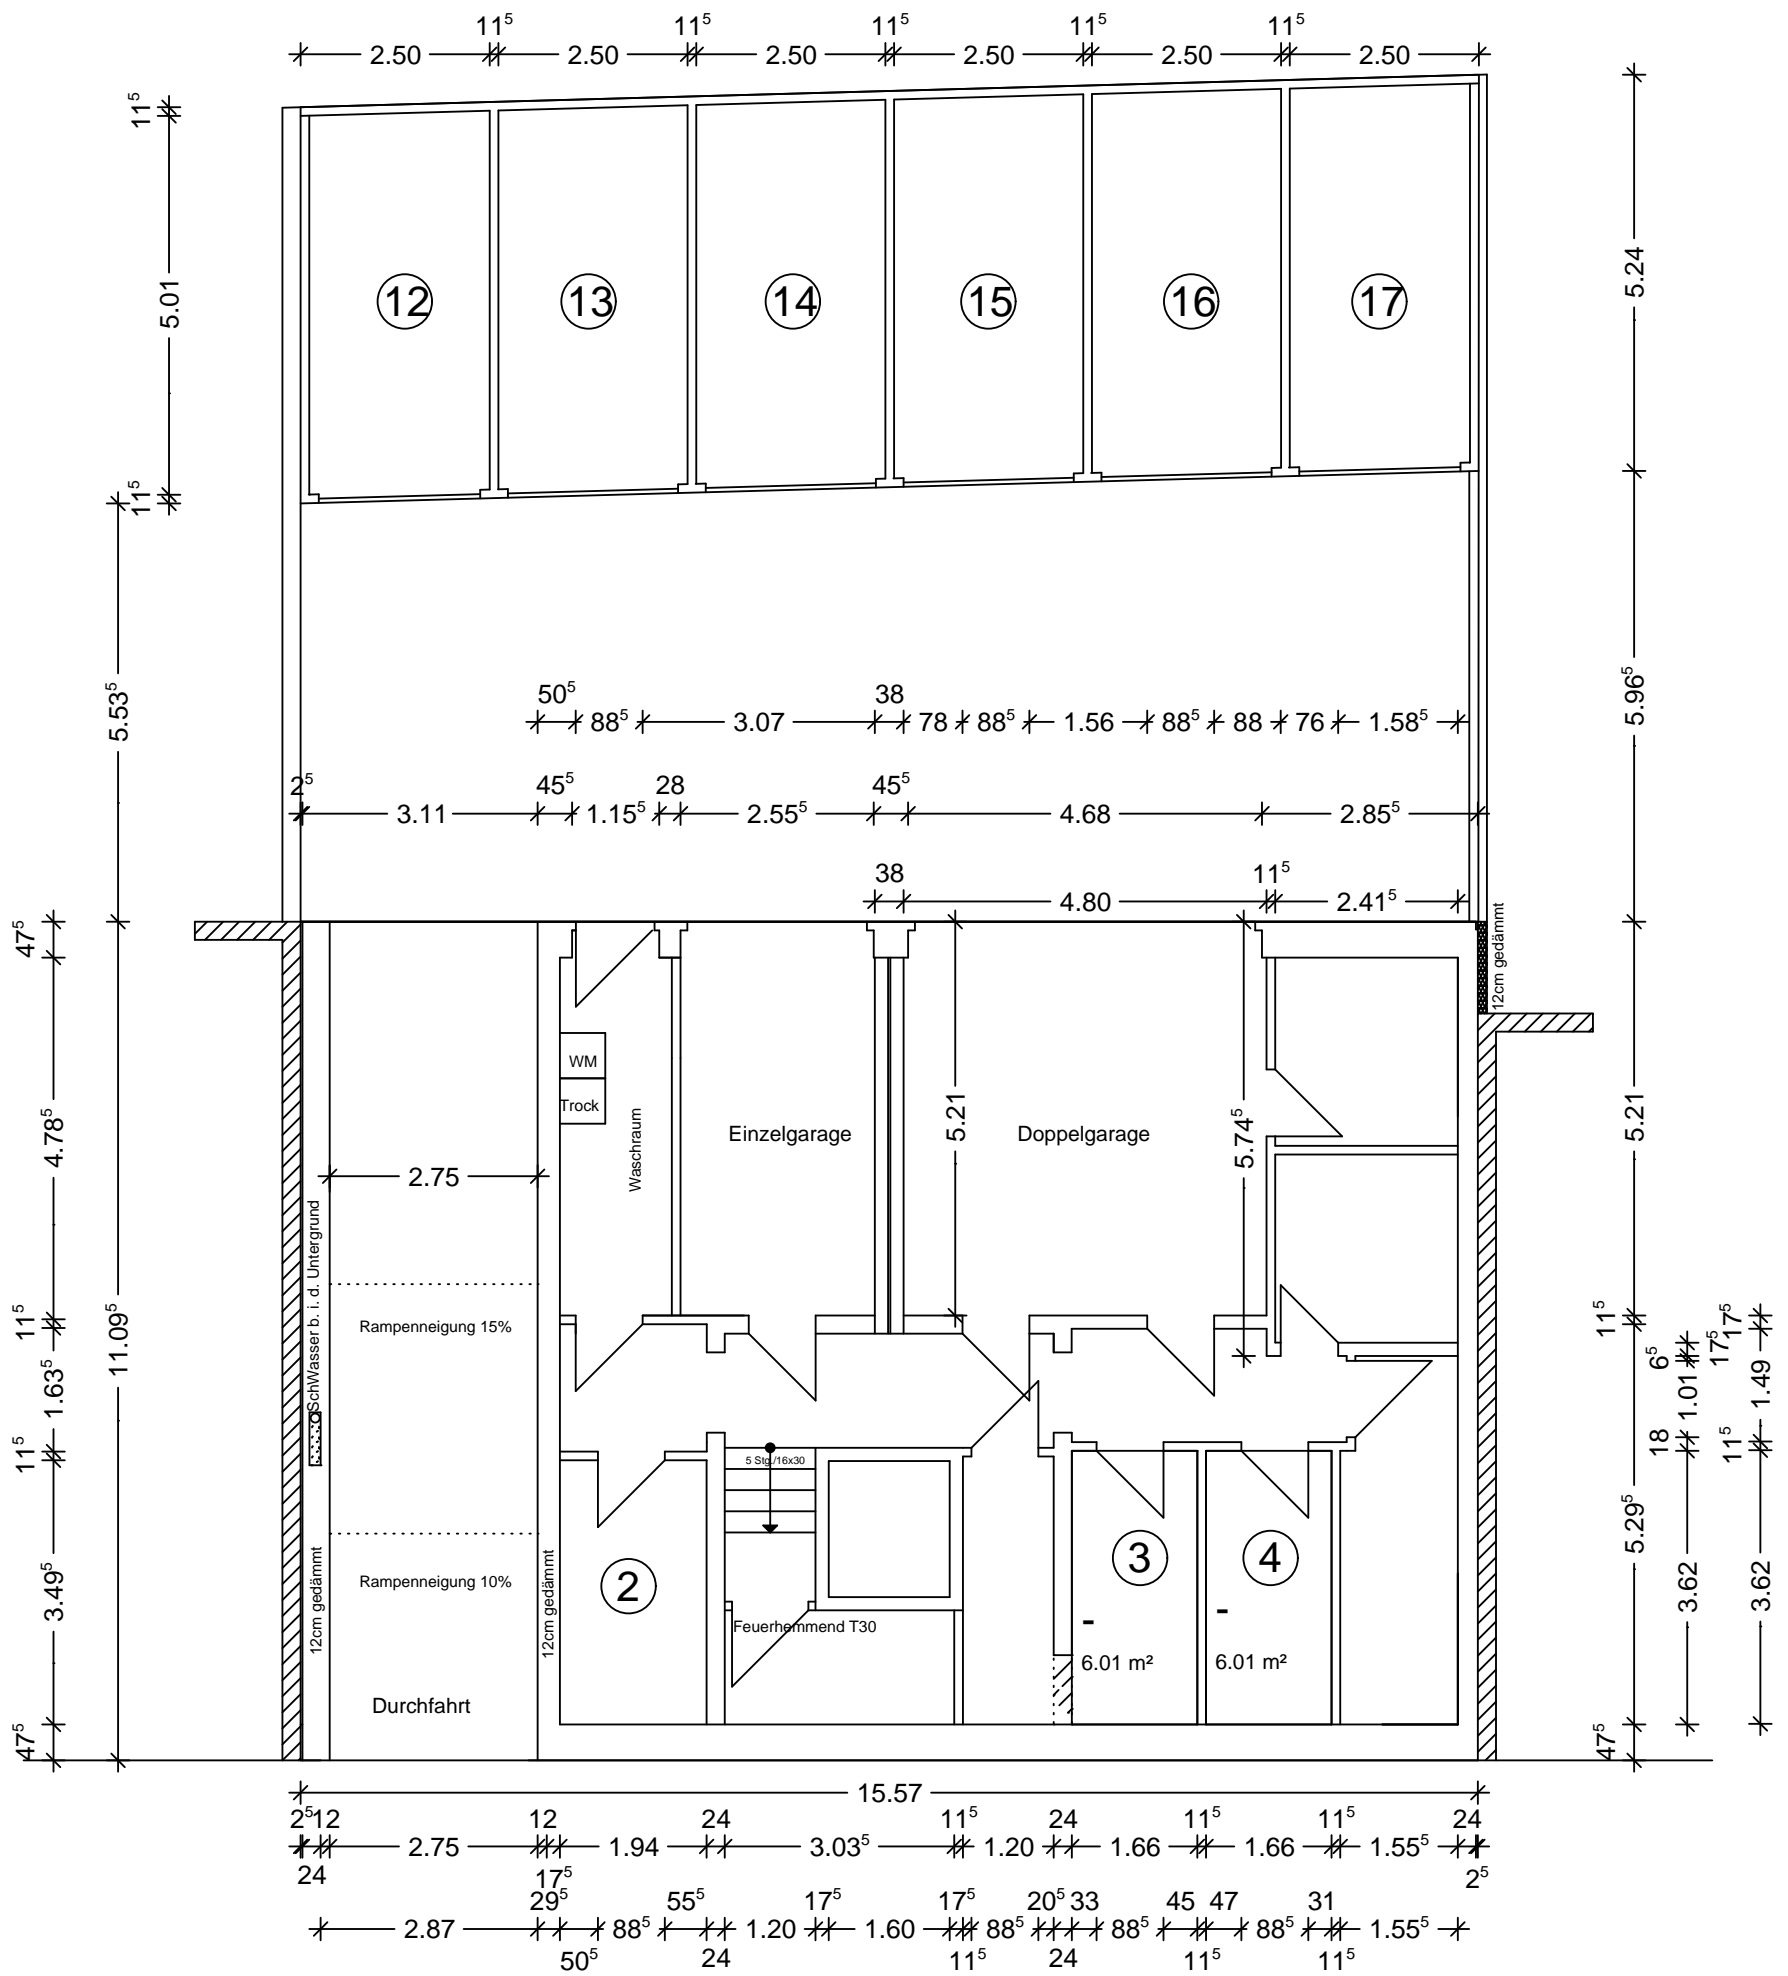 11⁵ 11⁵ 11⁵ 11⁵ 11⁵
2.50 2.50 2.50 2.50 2.50 2.50
11⁵
5.01
5.24
12 13 14 15 16 17
11⁵
5.53⁵
5.96⁵
50⁵ 38
88⁵ 3.07 78 88⁵ 1.56 88⁵ 88 76 1.58⁵
2⁵ 45⁵ 28 45⁵
3.11 1.15⁵ 2.55⁵ 4.68 2.85⁵
38 11⁵
4.80 2.41⁵
47⁵
12cm gedämmt
WM
Trock
Waschraum
Einzelgarage
5.21
Doppelgarage
5.74⁵
5.21
4.78⁵
2.75
SchWasser b. i.d. Untergrund
Rampenneigung 15%
11⁵
11.09⁵
1.63⁵
11⁵
11⁵
6⁵
17⁵
17⁵
1.01
1.49
18
11⁵
5 Stg./16x30
3.49⁵
12cm gedämmt
Rampenneigung 10%
12cm gedämmt
2
3
4
5.29⁵
3.62
3.62
Feuerhemmend T30
-
-
6.01 m²
6.01 m²
Durchfahrt
47⁵
47⁵
15.57
2⁵ 12 12 24 11⁵ 24 11⁵ 11⁵ 24
2.75 1.94 3.03⁵ 1.20 1.66 1.66 1.55⁵
24 17⁵ 2⁵
29⁵ 55⁵ 17⁵ 17⁵ 20⁵ 33 45 47 31
2.87 88⁵ 1.20 1.60 88⁵ 88⁵ 88⁵ 1.55⁵
50⁵ 24 11⁵ 24 11⁵ 11⁵